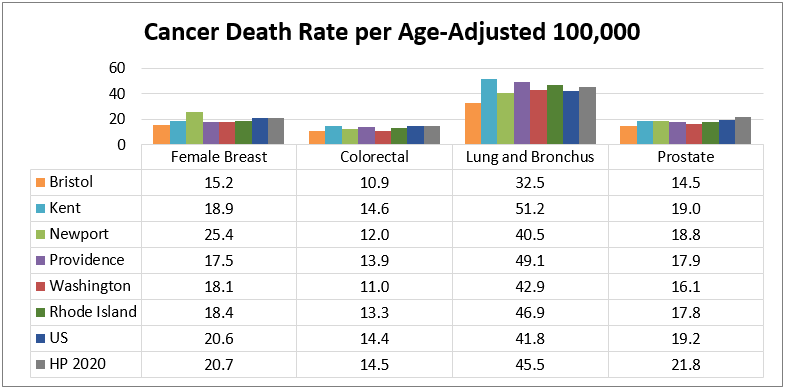 Cancer Death Rate per Age-Adjusted 100,000
60
40
20
0
Female Breast Colorectal Lung and Bronchus Prostate
Bristol 15.2 10.9 32.5 14.5
Kent 18.9 14.6 51.2 19.0
Newport 25.4 12.0 40.5 18.8
Providence 17.5 13.9 49.1 17.9
Washington 18.1 11.0 42.9 16.1
Rhode Island 18.4 13.3 46.9 17.8
US 20.6 14.4 41.8 19.2
HP 2020 20.7 14.5 45.5 21.8